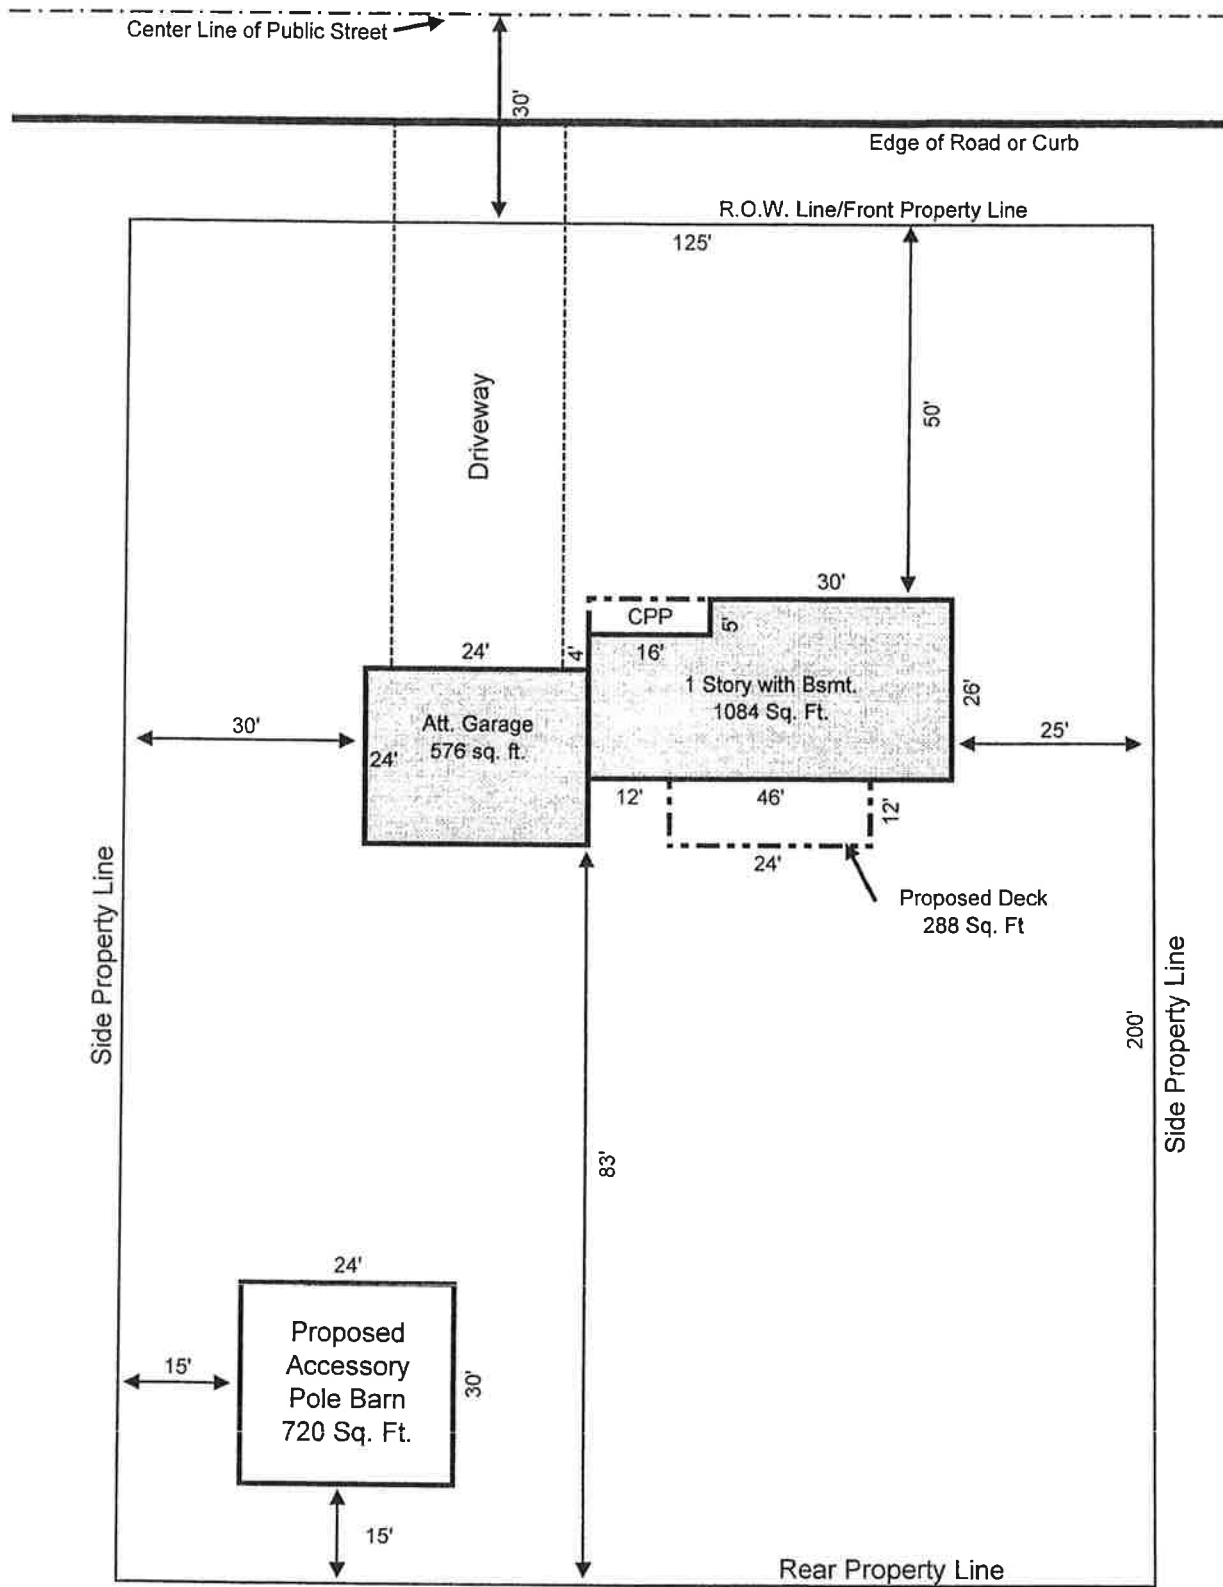 Center Line of Public Street
30'
Edge of Road or Curb
R.O.W. Line/Front Property Line
125'
Driveway
50'
30'
CPP
5'
24'
4'
16'
1 Story with Bsmt.
1084 Sq. Ft.
26'
Att. Garage
576 sq. ft.
30'
24'
25'
12'
46'
12'
24'
Proposed Deck
288 Sq. Ft
Side Property Line
200'
Side Property Line
83'
24'
Proposed
Accessory
Pole Barn
720 Sq. Ft.
15'
30'
15'
Rear Property Line